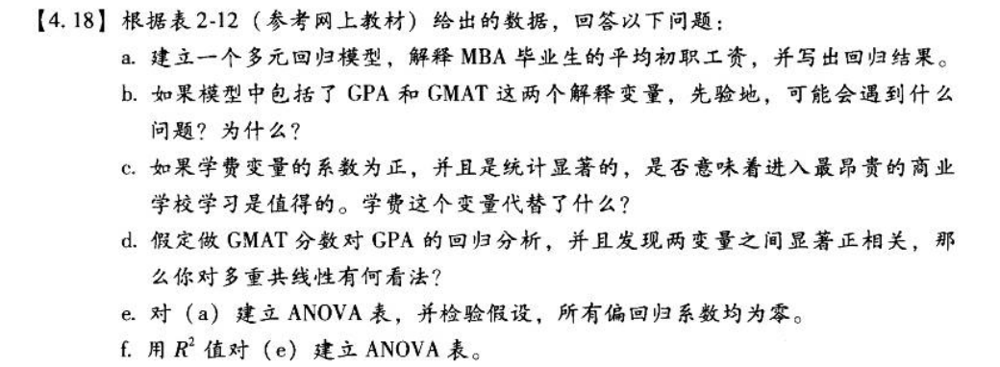 【4.18】根据表2-12（参考网上教材）给出的数据，回答以下问题：
a. 建立一个多元回归模型，解释 MBA 毕业生的平均初职工资，并写出回归结果。
b. 如果模型中包括了 GPA 和 GMAT 这两个解释变量，先验地，可能会遇到什么
问题？为什么？
c. 如果学费变量的系数为正，并且是统计显著的，是否意味着进入最昂贵的商业
学校学习是值得的。学费这个变量代替了什么？
d. 假定做 GMAT 分数对 GPA 的回归分析，并且发现两变量之间显著正相关，那
么你对多重共线性有何看法？
e. 对（a）建立 ANOVA 表，并检验假设，所有偏回归系数均为零。
f. 用 R² 值对（e）建立 ANOVA 表。